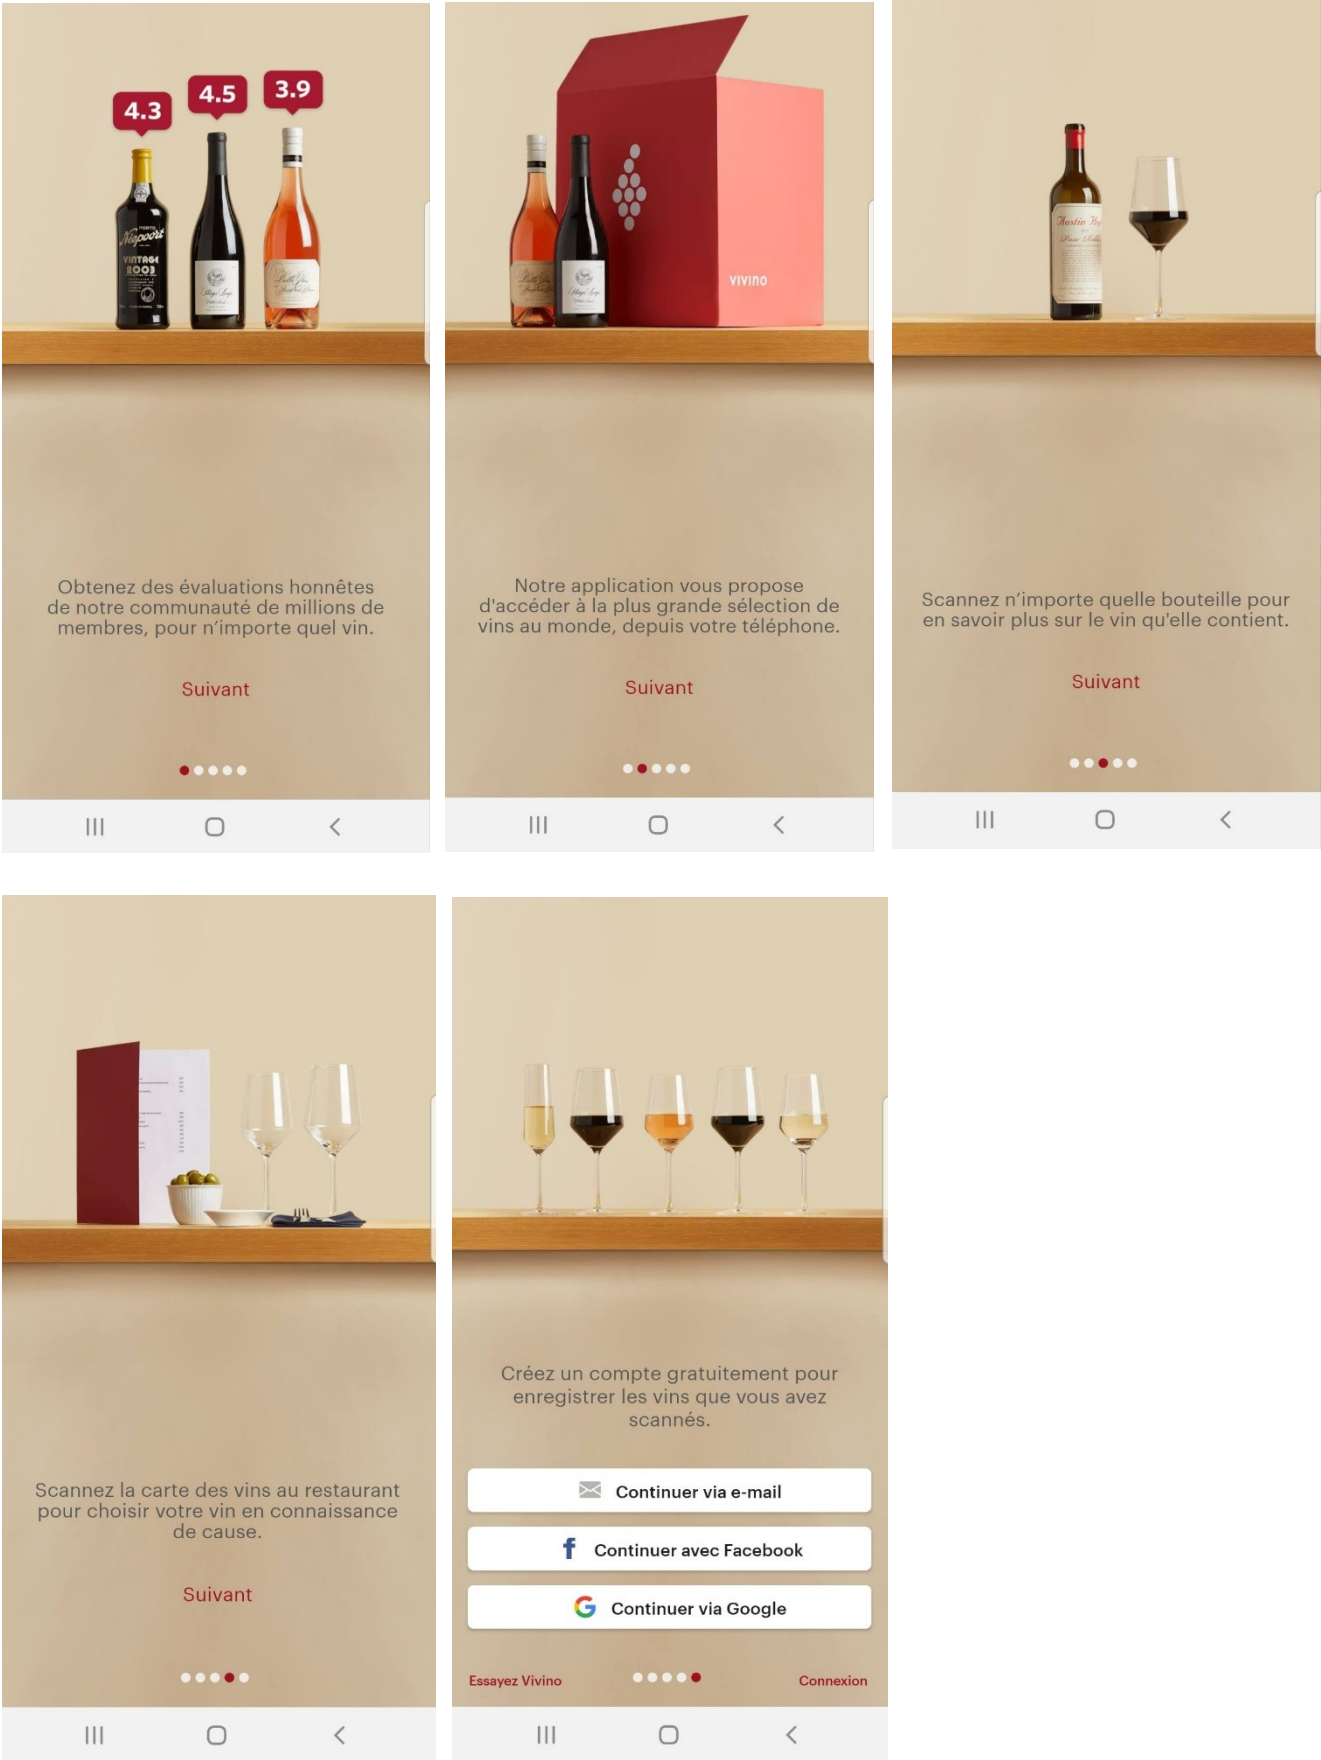 4.3
4.5
3.9
PORTO
Niepoort
VINTAGE
2003
Obtenez des évaluations honnêtes
de notre communauté de millions de
membres, pour n'importe quel vin.
Suivant
vivino
Notre application vous propose
d'accéder à la plus grande sélection de
vins au monde, depuis votre téléphone.
Suivant
Austin
Scannez n'importe quelle bouteille pour
en savoir plus sur le vin qu'elle contient.
Suivant
Scannez la carte des vins au restaurant
pour choisir votre vin en connaissance
de cause.
Suivant
Créez un compte gratuitement pour
enregistrer les vins que vous avez
scannés.
Continuer via e-mail
f Continuer avec Facebook
G Continuer via Google
Essayez Vivino
Connexion